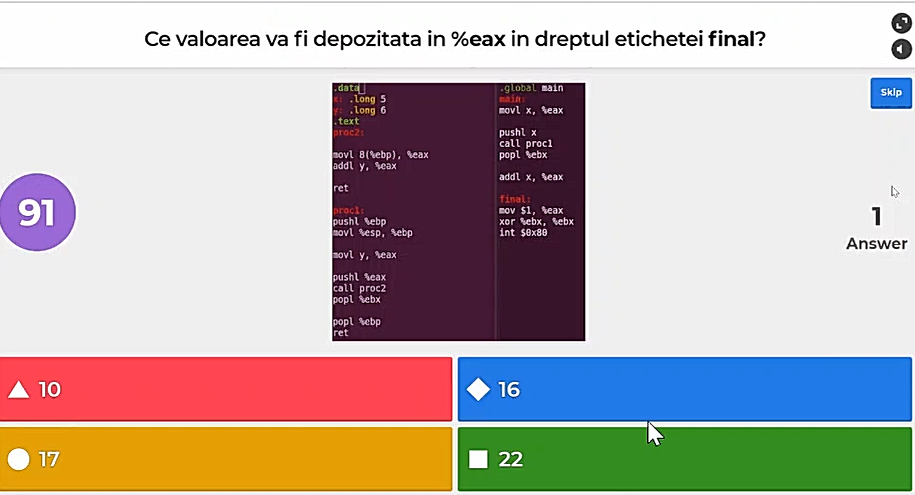 Ce valoarea va fi depozitata in %eax in dreptul etichetei final?
Skip
91
1
Answer
.data
x: .long 5
y: .long 6
.text
proc2:
movl 8(%ebp), %eax
addl y, %eax
ret
proc1:
pushl %ebp
movl %esp, %ebp
movl y, %eax
pushl %eax
call proc2
popl %ebx
popl %ebp
ret
.global main
main:
movl x, %eax
pushl x
call proc1
popl %ebx
addl x, %eax
final:
mov $1, %eax
xor %ebx, %ebx
int $0x80
10
16
17
22